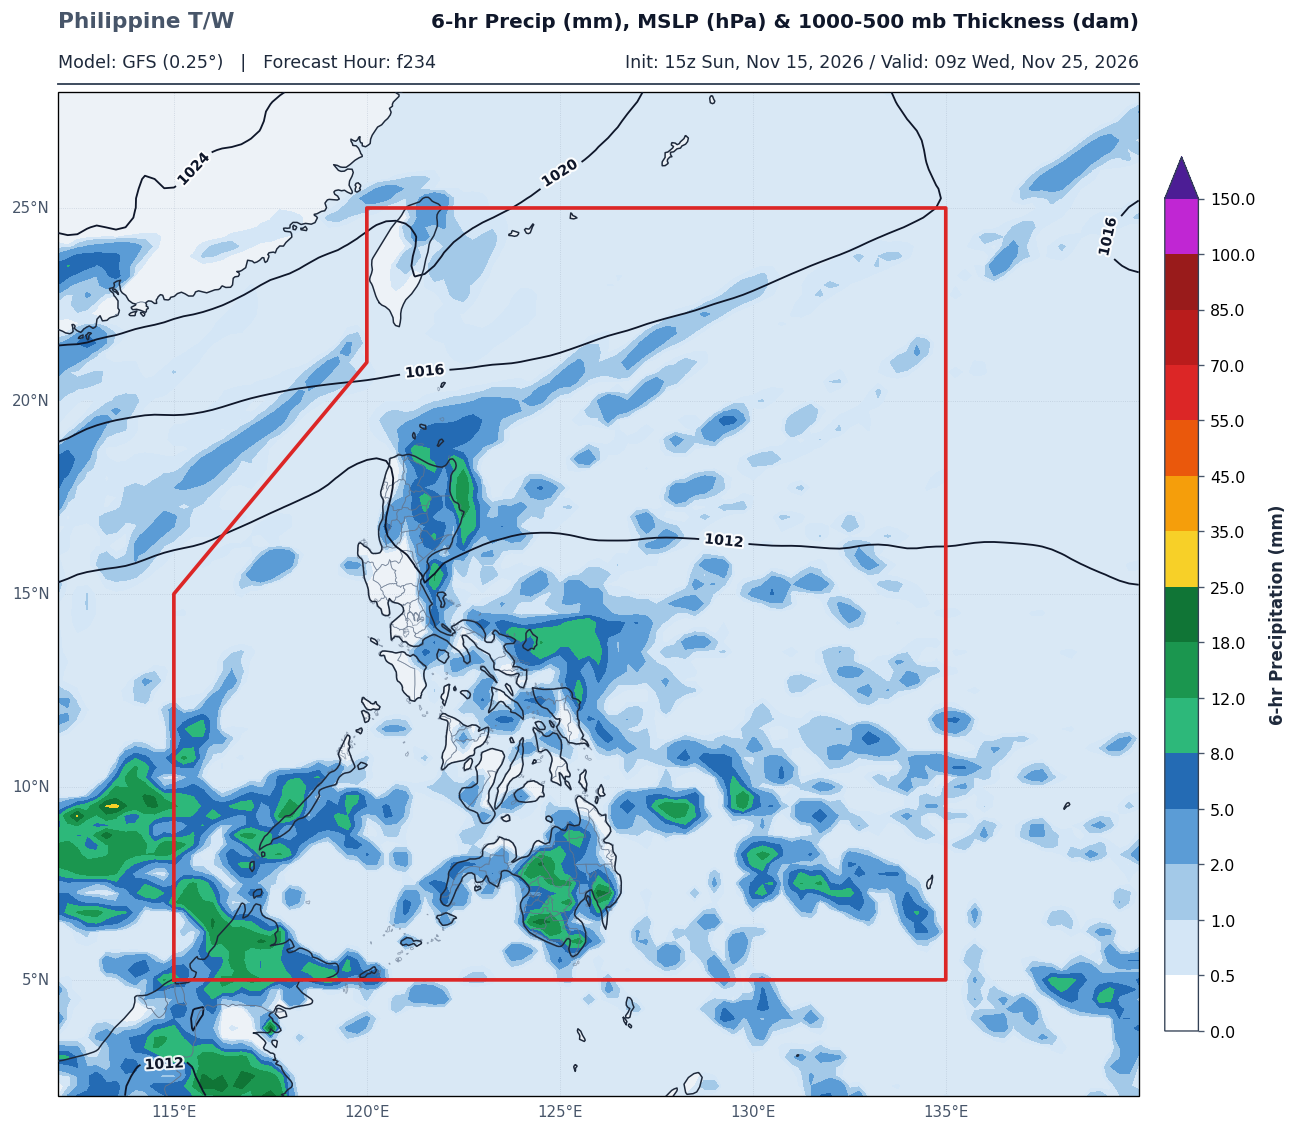 Philippine T/W
6-hr Precip (mm), MSLP (hPa) & 1000-500 mb Thickness (dam)
Model: GFS (0.25°) | Forecast Hour: f234
Init: 15z Sun, Nov 15, 2026 / Valid: 09z Wed, Nov 25, 2026
1024
1020
1016
1016
1012
1012
25°N
20°N
15°N
10°N
5°N
115°E
120°E
125°E
130°E
135°E
150.0
100.0
85.0
70.0
55.0
45.0
35.0
25.0
18.0
12.0
8.0
5.0
2.0
1.0
0.5
0.0
6-hr Precipitation (mm)